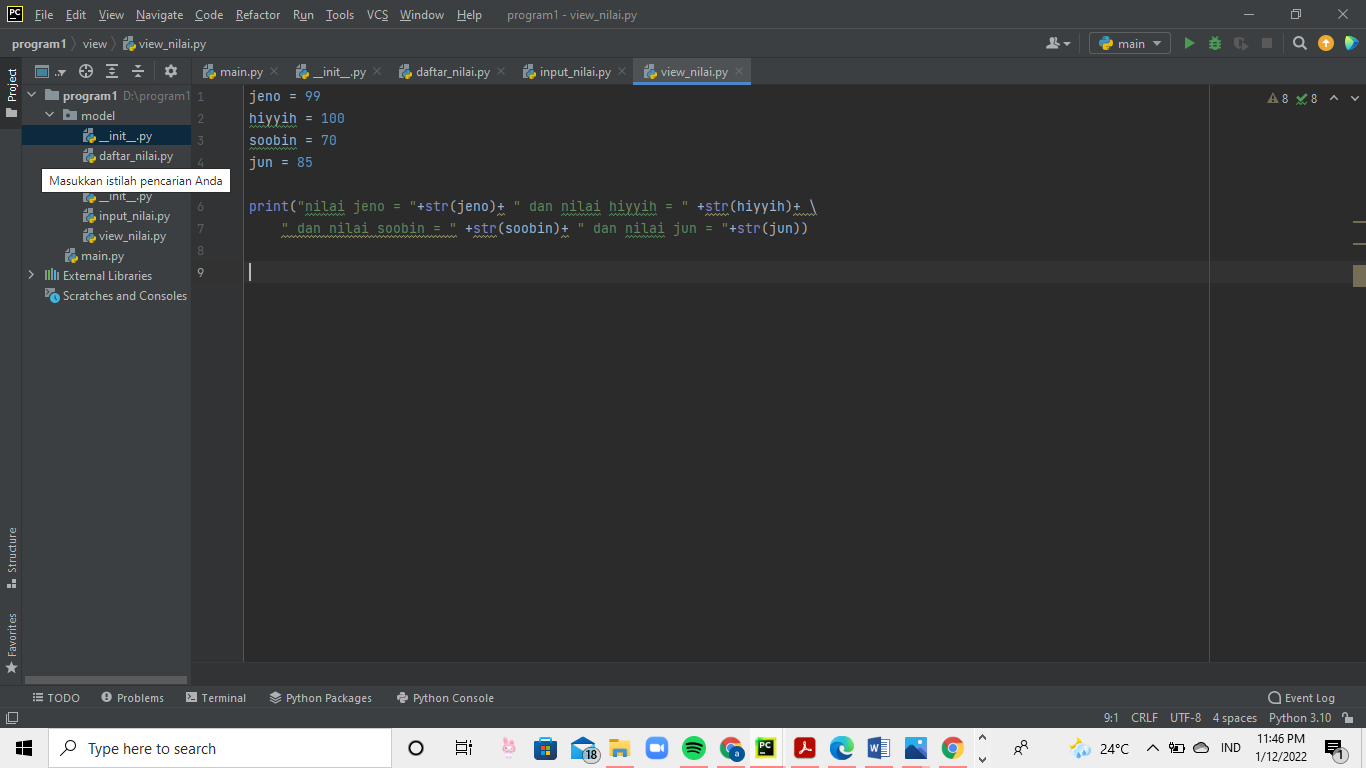 PC File Edit View Navigate Code Refactor Run Tools VCS Window Help program1 - view_nilai.py
program1 view view_nilai.py main
Project
main.py __init__.py daftar_nilai.py input_nilai.py view_nilai.py
program1 D:\program1
model
__init__.py
daftar_nilai.py
Masukkan istilah pencarian Anda
__init__.py
input_nilai.py
view_nilai.py
main.py
External Libraries
Scratches and Consoles
1 jeno = 99
2 hiyyih = 100
3 soobin = 70
4 jun = 85
6 print("nilai jeno = "+str(jeno)+ " dan nilai hiyyih = " +str(hiyyih)+ \
7 " dan nilai soobin = " +str(soobin)+ " dan nilai jun = "+str(jun))
8
9
8 8
Structure
Favorites
TODO Problems Terminal Python Packages Python Console Event Log
9:1 CRLF UTF-8 4 spaces Python 3.10
Type here to search
18
a
PC
24°C
IND
11:46 PM
1/12/2022
1